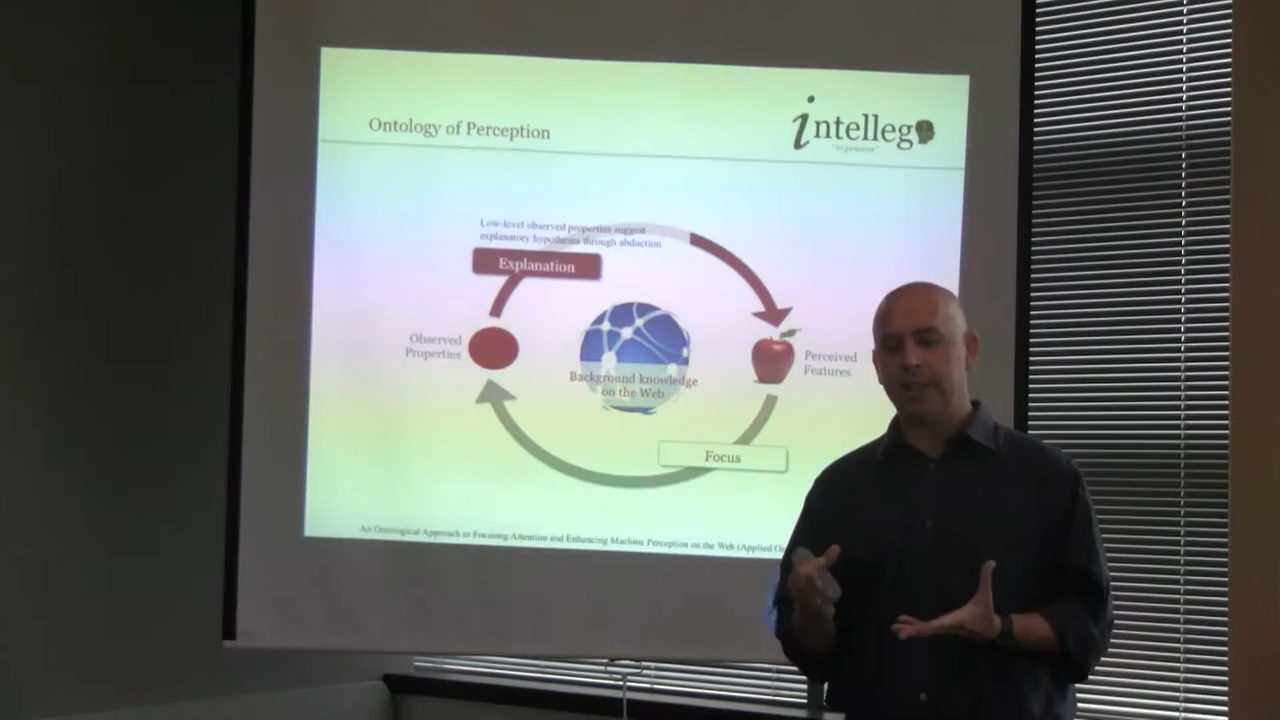 Ontology of Perception
intellego
Low-level observed properties suggest
explanatory hypotheses through abduction
Explanation
Observed
Properties
Perceived
Features
Background knowledge
on the Web
Focus
An Ontological Approach to Focusing Attention and Enhancing Machine Perception on the Web (Applied